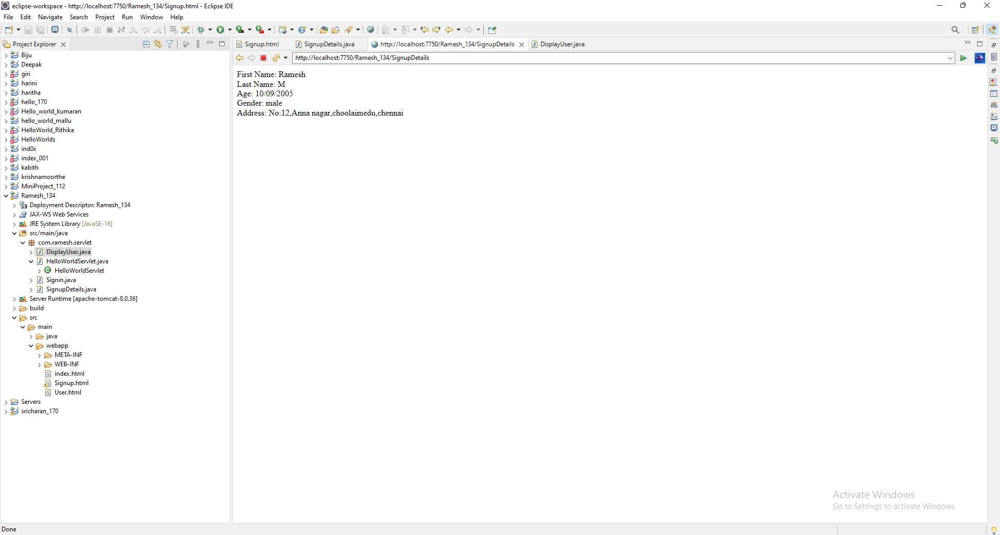 eclipse-workspace - http://localhost:7750/Ramesh_134/Signup.html - Eclipse IDE
File Edit Navigate Search Project Run Window Help
Project Explorer
Signup.html SignupDetails.java http://localhost:7750/Ramesh_134/SignupDetails DisplayUser.java
http://localhost:7750/Ramesh_134/SignupDetails
Biju
Deepak
giri
harini
haritha
hello_170
Hello_world_kumaran
hello_world_mallu
HelloWorld_Rithika
HelloWorlds
ind0x
index_001
kabith
krishnamoorthe
MiniProject_112
Ramesh_134
Deployment Descriptor: Ramesh_134
JAX-WS Web Services
JRE System Library [JavaSE-16]
src/main/java
com.ramesh.servlet
DisplayUser.java
HelloWorldServlet.java
HelloWorldServlet
Signin.java
SignupDetails.java
Server Runtime [apache-tomcat-8.0.36]
build
src
main
java
webapp
META-INF
WEB-INF
index.html
Signup.html
User.html
Servers
sricharan_170
First Name: Ramesh
Last Name: M
Age: 10/09/2005
Gender: male
Address: No:12,Anna nagar,choolaimedu,chennai
Activate Windows
Go to Settings to activate Windows.
Done